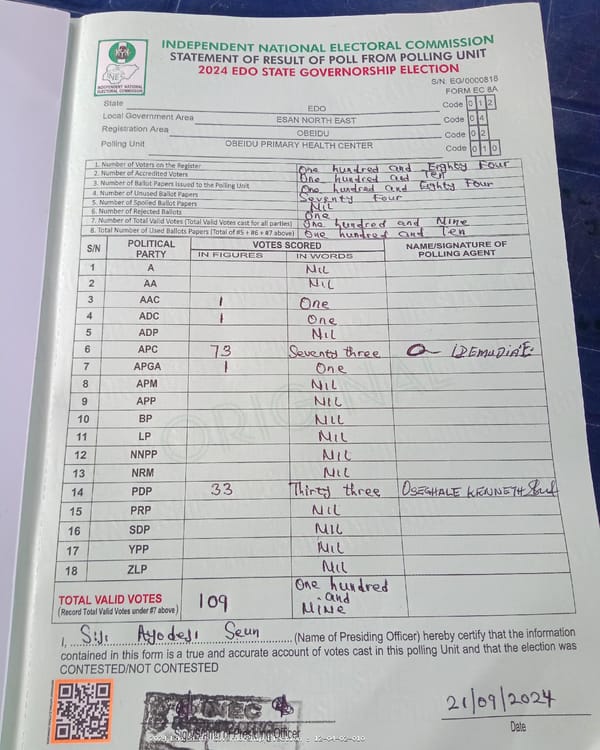 INDEPENDENT NATIONAL ELECTORAL COMMISSION
STATEMENT OF RESULT OF POLL FROM POLLING UNIT
2024 EDO STATE GOVERNORSHIP ELECTION
INEC
INDEPENDENT NATIONAL ELECTORAL COMMISSION
S/N: EG/0000818
FORM EC 8A
State EDO Code 0 1 2
Local Government Area ESAN NORTH EAST Code 0 4
Registration Area OBEIDU Code 0 2
Polling Unit OBEIDU PRIMARY HEALTH CENTER Code 0 1 0
1. Number of Voters on the Register One hundred and Eighty Four
2. Number of Accredited Voters One hundred and Ten
3. Number of Ballot Papers Issued to the Polling Unit One hundred and Eighty Four
4. Number of Unused Ballot Papers Seventy Four
5. Number of Spoiled Ballot Papers Nil
6. Number of Rejected Ballots One
7. Number of Total Valid Votes (Total Valid Votes cast for all parties) One hundred and Nine
8. Total Number of Used Ballots Papers (Total of #5 + #6 + #7 above) One hundred and Ten
S/N POLITICAL PARTY VOTES SCORED NAME/SIGNATURE OF POLLING AGENT
IN FIGURES IN WORDS
1 A NIL
2 AA NIL
3 AAC 1 One
4 ADC 1 One
5 ADP NIL
6 APC 73 Seventy three IDEMUDIA E
7 APGA 1 One
8 APM NIL
9 APP NIL
10 BP NIL
11 LP NIL
12 NNPP NIL
13 NRM NIL
14 PDP 33 Thirty three OSEGHALE KENNETH
15 PRP NIL
16 SDP NIL
17 YPP NIL
18 ZLP NIL
ORIGINAL
TOTAL VALID VOTES 109 One hundred and NINE
(Record Total Valid Votes under #7 above)
I, Siji Ayodeji Seun (Name of Presiding Officer) hereby certify that the information
contained in this form is a true and accurate account of votes cast in this polling Unit and that the election was
CONTESTED/NOT CONTESTED
INEC
21/09/2024
Date